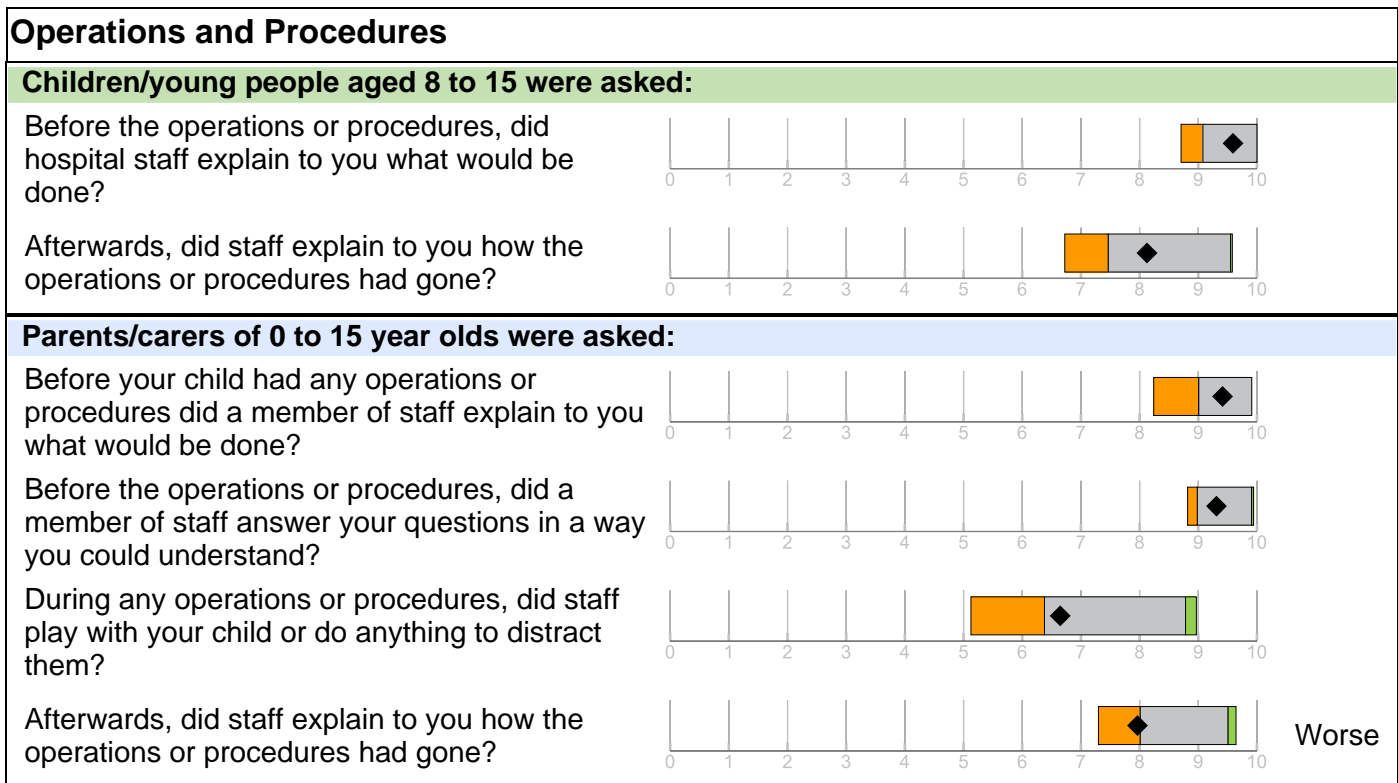 Operations and Procedures
Children/young people aged 8 to 15 were asked:
Before the operations or procedures, did
hospital staff explain to you what would be
done?
0 1 2 3 4 5 6 7 8 9 10
Afterwards, did staff explain to you how the
operations or procedures had gone?
0 1 2 3 4 5 6 7 8 9 10
Parents/carers of 0 to 15 year olds were asked:
Before your child had any operations or
procedures did a member of staff explain to you
what would be done?
0 1 2 3 4 5 6 7 8 9 10
Before the operations or procedures, did a
member of staff answer your questions in a way
you could understand?
0 1 2 3 4 5 6 7 8 9 10
During any operations or procedures, did staff
play with your child or do anything to distract
them?
0 1 2 3 4 5 6 7 8 9 10
Afterwards, did staff explain to you how the
operations or procedures had gone?
0 1 2 3 4 5 6 7 8 9 10
Worse